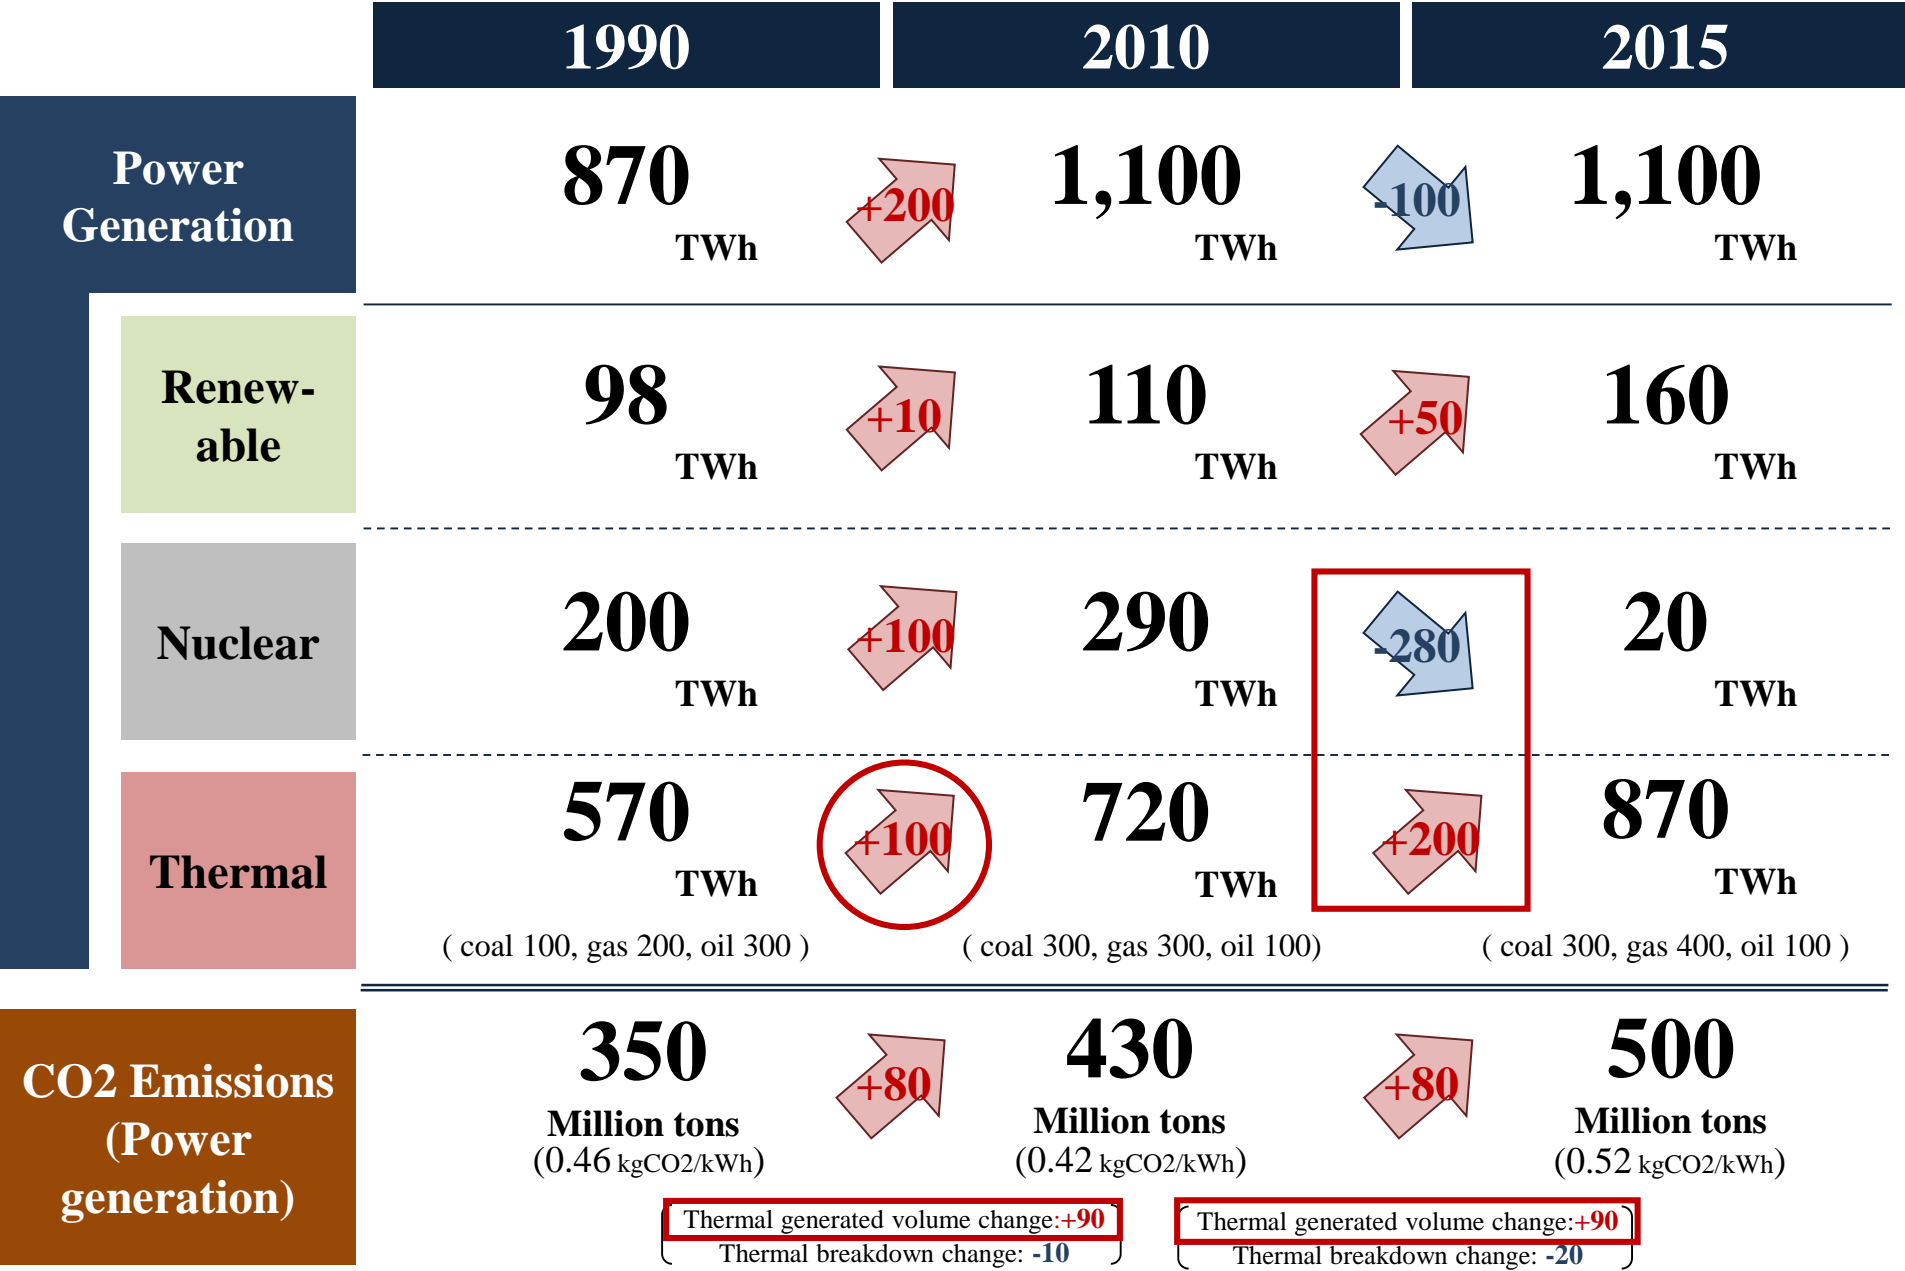 1990 2010 2015
Power
Generation
870 +200 1,100 -100 1,100
TWh TWh TWh
Renew-
able
98 +10 110 +50 160
TWh TWh TWh
Nuclear
200 +100 290 -280 20
TWh TWh TWh
Thermal
570 +100 720 +200 870
TWh TWh TWh
( coal 100, gas 200, oil 300 ) ( coal 300, gas 300, oil 100) ( coal 300, gas 400, oil 100 )
CO2 Emissions
(Power
generation)
350 +80 430 +80 500
Million tons Million tons Million tons
(0.46 kgCO2/kWh) (0.42 kgCO2/kWh) (0.52 kgCO2/kWh)
Thermal generated volume change:+90 Thermal generated volume change:+90
Thermal breakdown change: -10 Thermal breakdown change: -20